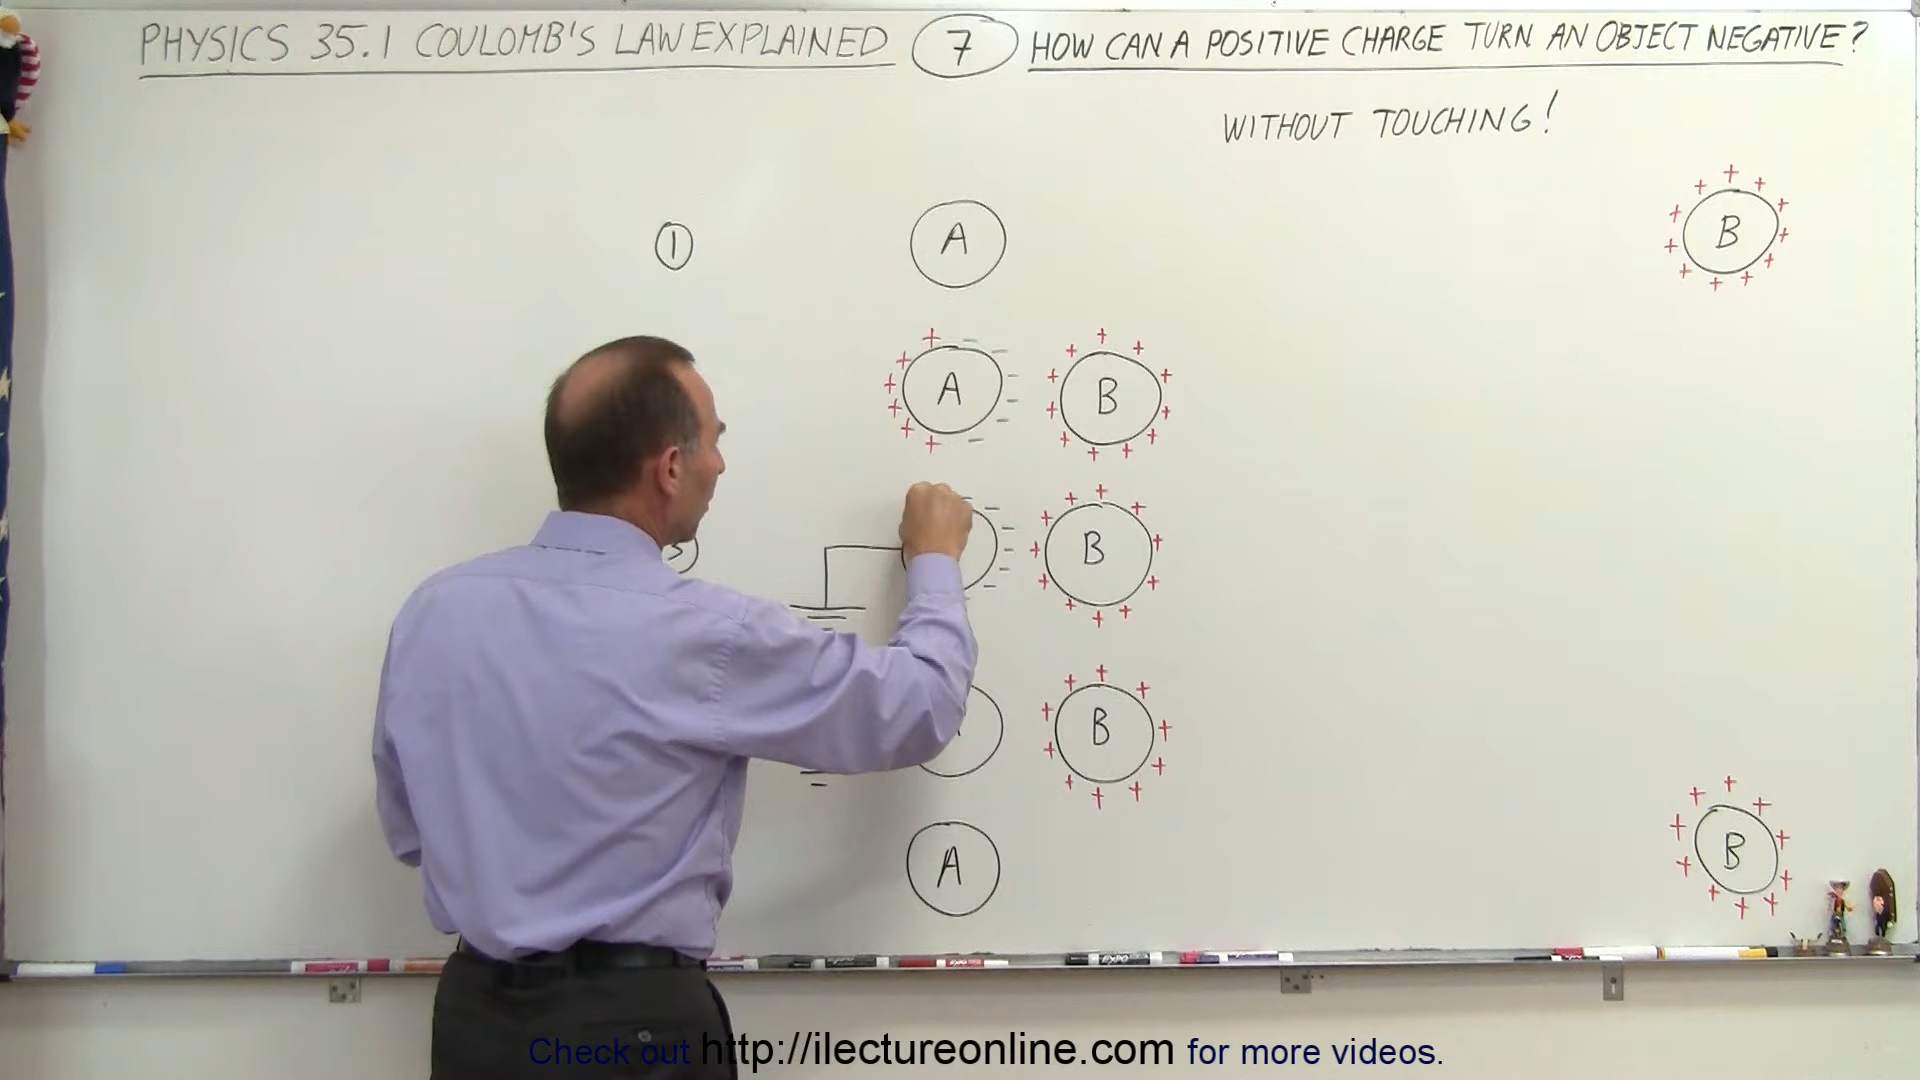 PHYSICS 35.1 COULOMB'S LAW EXPLAINED 7 HOW CAN A POSITIVE CHARGE TURN AN OBJECT NEGATIVE?
WITHOUT TOUCHING!
1 A B
A B
3 B
B
A B
Check out http://ilectureonline.com for more videos.